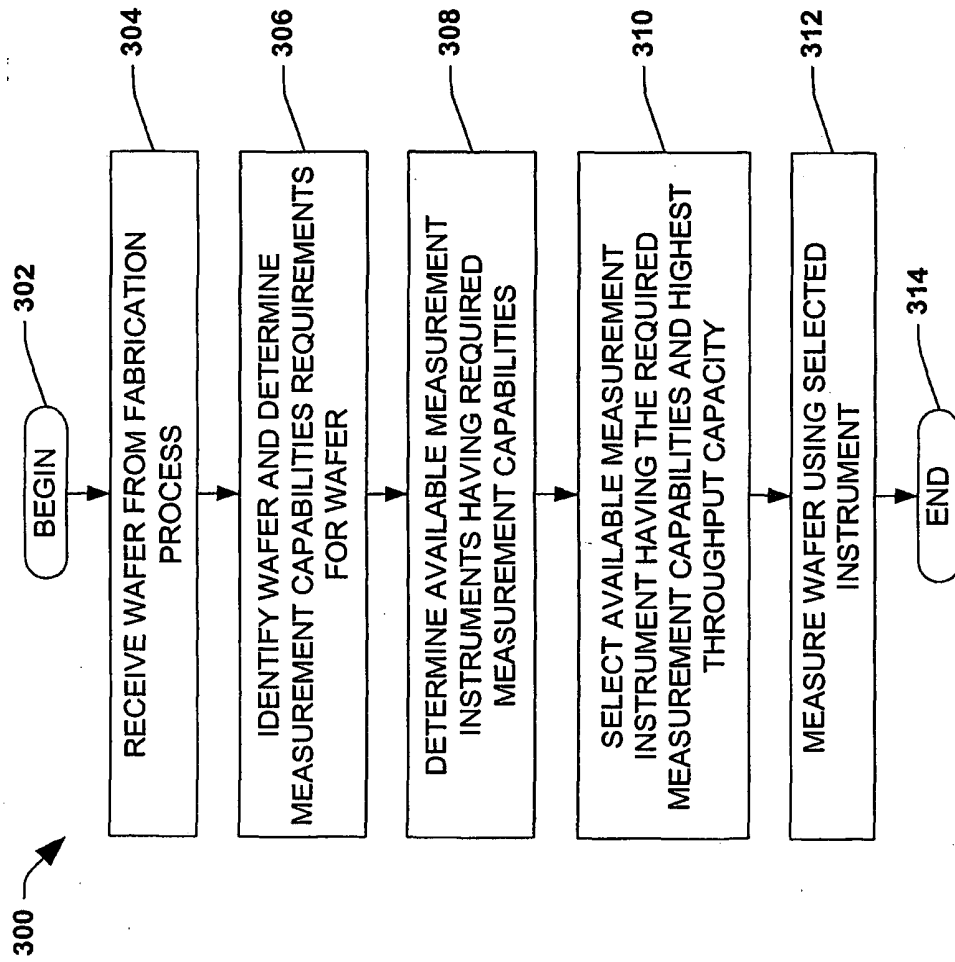 300
BEGIN
302
RECEIVE WAFER FROM FABRICATION
PROCESS
304
IDENTIFY WAFER AND DETERMINE
MEASUREMENT CAPABILITIES REQUIREMENTS
FOR WAFER
306
DETERMINE AVAILABLE MEASUREMENT
INSTRUMENTS HAVING REQUIRED
MEASUREMENT CAPABILITIES
308
SELECT AVAILABLE MEASUREMENT
INSTRUMENT HAVING THE REQUIRED
MEASUREMENT CAPABILITIES AND HIGHEST
THROUGHPUT CAPACITY
310
MEASURE WAFER USING SELECTED
INSTRUMENT
312
END
314